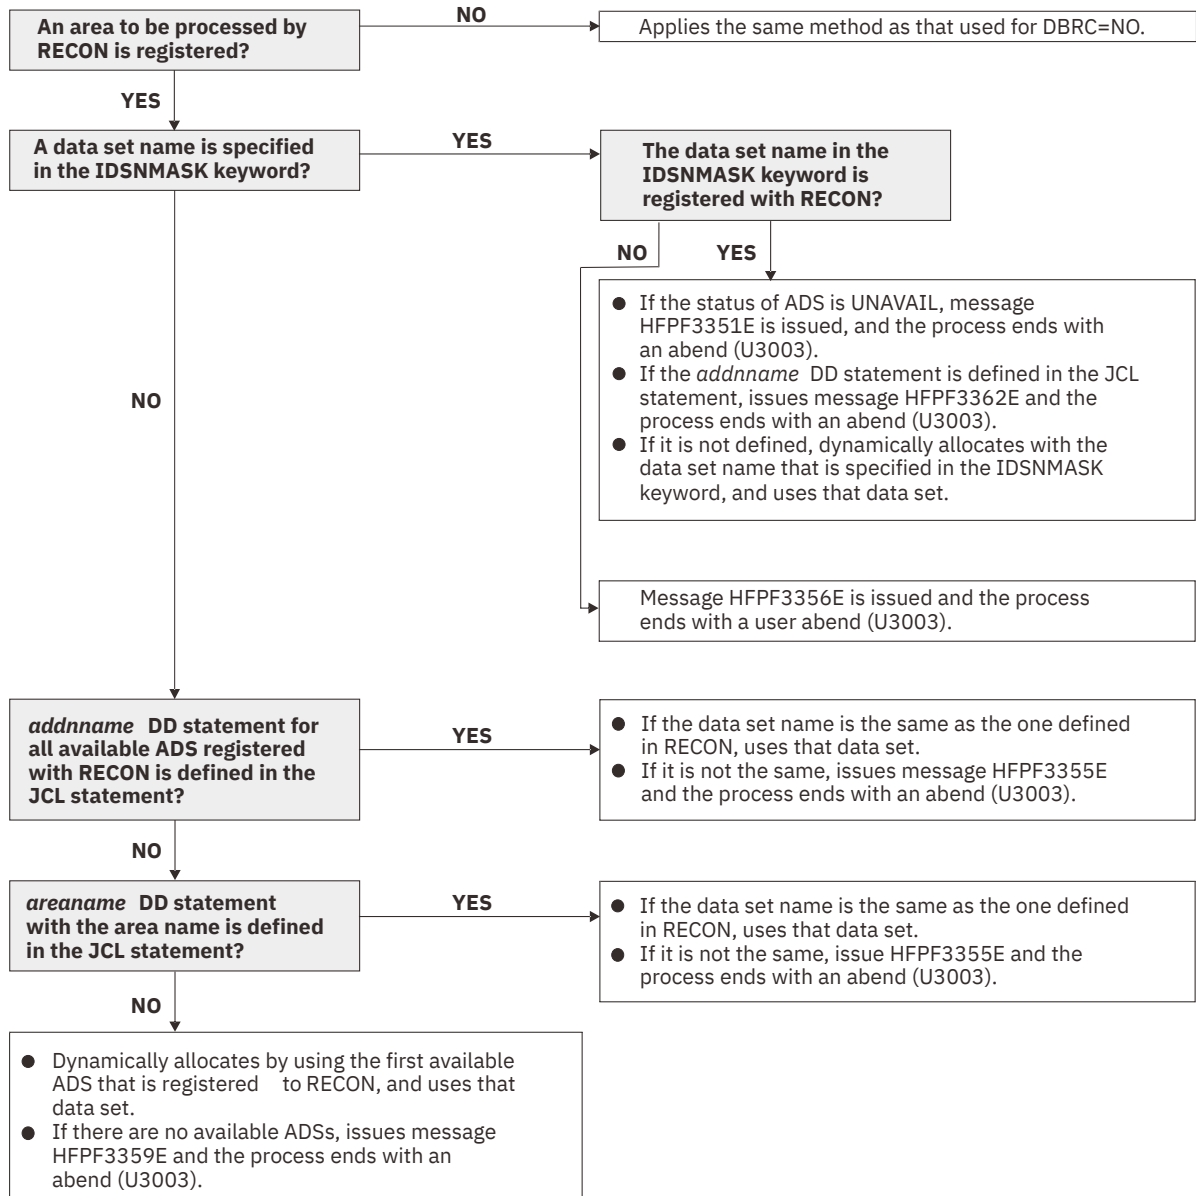 An area to be processed by
RECON is registered?
NO
Applies the same method as that used for DBRC=NO.
YES
A data set name is specified
in the IDSNMASK keyword?
YES
The data set name in the
IDSNMASK keyword is
registered with RECON?
NO
YES
● If the status of ADS is UNAVAIL, message
HFPF3351E is issued, and the process ends with
an abend (U3003).
● If the addnname DD statement is defined in the JCL
statement, issues message HFPF3362E and the
process ends with an abend (U3003).
● If it is not defined, dynamically allocates with the
data set name that is specified in the IDSNMASK
keyword, and uses that data set.
NO
Message HFPF3356E is issued and the process
ends with a user abend (U3003).
addnname DD statement for
all available ADS registered
with RECON is defined in the
JCL statement?
YES
● If the data set name is the same as the one defined
in RECON, uses that data set.
● If it is not the same, issues message HFPF3355E
and the process ends with an abend (U3003).
NO
areaname DD statement
with the area name is defined
in the JCL statement?
YES
● If the data set name is the same as the one defined
in RECON, uses that data set.
● If it is not the same, issue HFPF3355E and the
process ends with an abend (U3003).
NO
● Dynamically allocates by using the first available
ADS that is registered to RECON, and uses that
data set.
● If there are no available ADSs, issues message
HFPF3359E and the process ends with an
abend (U3003).